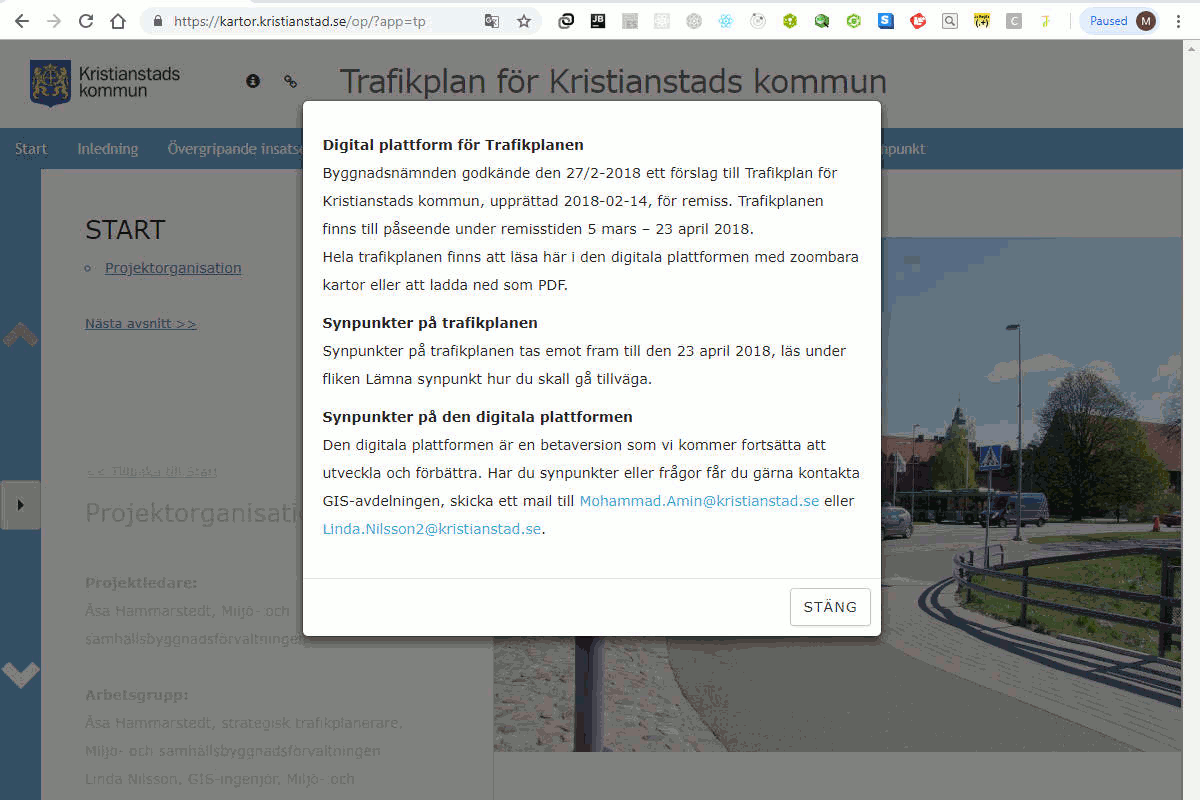 https://kartor.kristianstad.se/op/?app=tp
JB
ES
S
(.+)
C
Paused
M
Kristianstads
kommun
Trafikplan för Kristianstads kommun
Start
Inledning
Övergripande
Digital plattform för Trafikplanen
Byggnadsnämnden godkände den 27/2-2018 ett förslag till Trafikplan för
Kristianstads kommun, upprättad 2018-02-14, för remiss. Trafikplanen
finns till påseende under remisstiden 5 mars – 23 april 2018.
Hela trafikplanen finns att läsa här i den digitala plattformen med zoombara
kartor eller att ladda ned som PDF.
Synpunkter på trafikplanen
Synpunkter på trafikplanen tas emot fram till den 23 april 2018, läs under
fliken Lämna synpunkt hur du skall gå tillväga.
Synpunkter på den digitala plattformen
Den digitala plattformen är en betaversion som vi kommer fortsätta att
utveckla och förbättra. Har du synpunkter eller frågor får du gärna kontakta
GIS-avdelningen, skicka ett mail till Mohammad.Amin@kristianstad.se eller
Linda.Nilsson2@kristianstad.se.
STÄNG
START
Projektorganisation
Nästa avsnitt >>
<< Tillbaka till Start
Projektledare:
Åsa Hammarstedt, Miljö- och
samhällsbyggnadsförvaltningen
Arbetsgrupp:
Åsa Hammarstedt, strategisk trafikplanerare,
Miljö- och samhällsbyggnadsförvaltningen
Linda Nilsson, GIS-ingenjör, Miljö- och